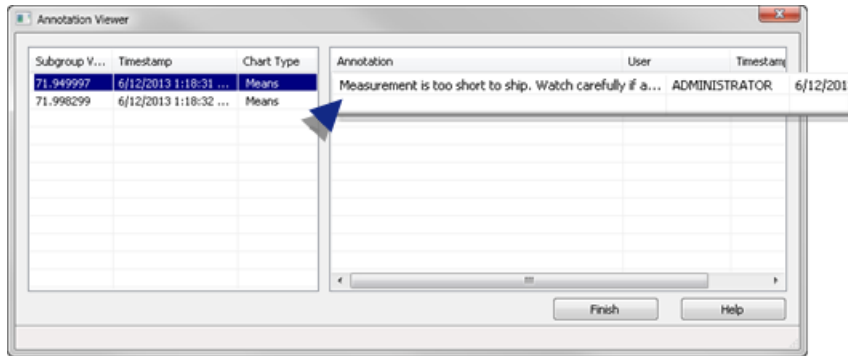 Annotation Viewer
Subgroup V... Timestamp Chart Type
71.949997 6/12/2013 1:18:31 ... Means
71.998299 6/12/2013 1:18:32 ... Means
Annotation User Timestam
Measurement is too short to ship. Watch carefully if a... ADMINISTRATOR 6/12/201
Finish Help